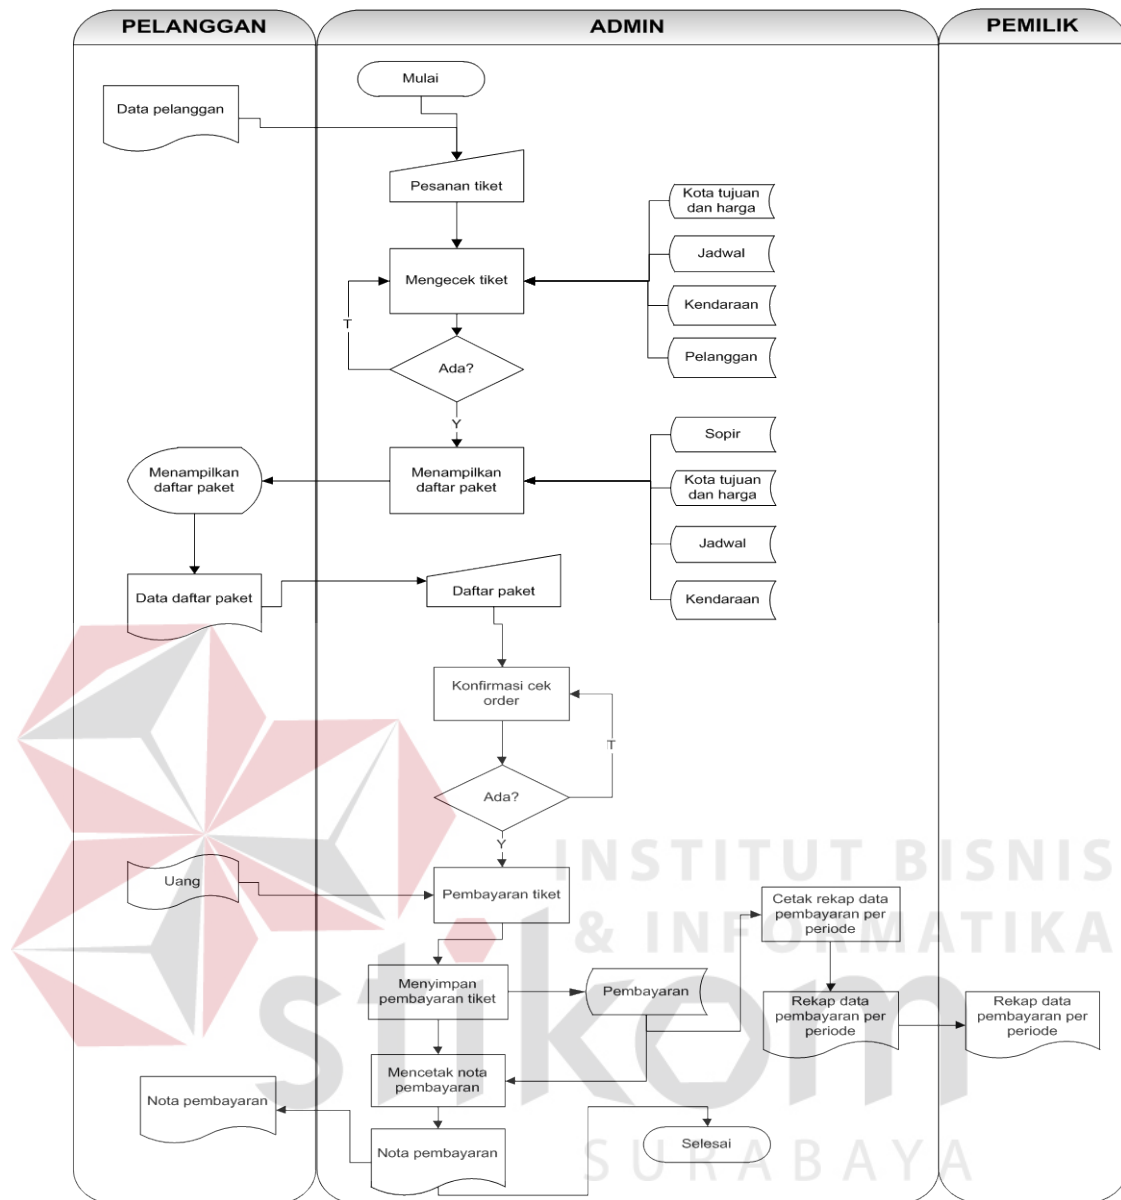 PELANGGAN
ADMIN
PEMILIK
Mulai
Data pelanggan
Pesanan tiket
Kota tujuan
dan harga
Jadwal
Mengecek tiket
Kendaraan
T
Pelanggan
Ada?
Y
Sopir
Menampilkan
daftar paket
Menampilkan
daftar paket
Kota tujuan
dan harga
Jadwal
Data daftar paket
Daftar paket
Kendaraan
Konfirmasi cek
order
T
Ada?
Y
INSTITUT BISNIS
& INFORMATIKA
stikom
SURABAYA
Uang
Pembayaran tiket
Cetak rekap data
pembayaran per
periode
Menyimpan
pembayaran tiket
Pembayaran
Rekap data
pembayaran per
periode
Rekap data
pembayaran per
periode
Mencetak nota
pembayaran
Nota pembayaran
Nota pembayaran
Selesai